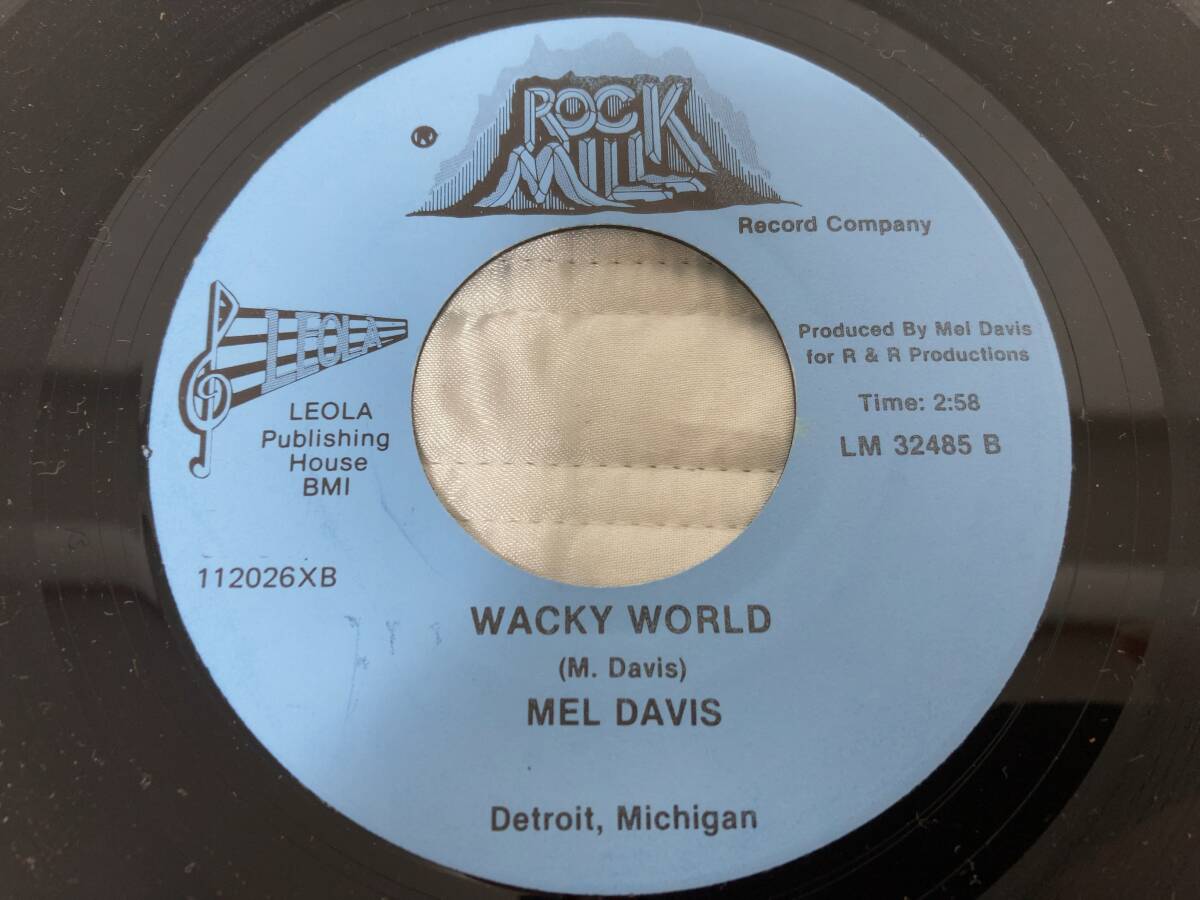 ROCK
MILL
Record Company
LEOLA
LEOLA
Publishing
House
BMI
Produced By Mel Davis
for R & R Productions
Time: 2:58
LM 32485 B
112026XB
WACKY WORLD
(M. Davis)
MEL DAVIS
Detroit, Michigan